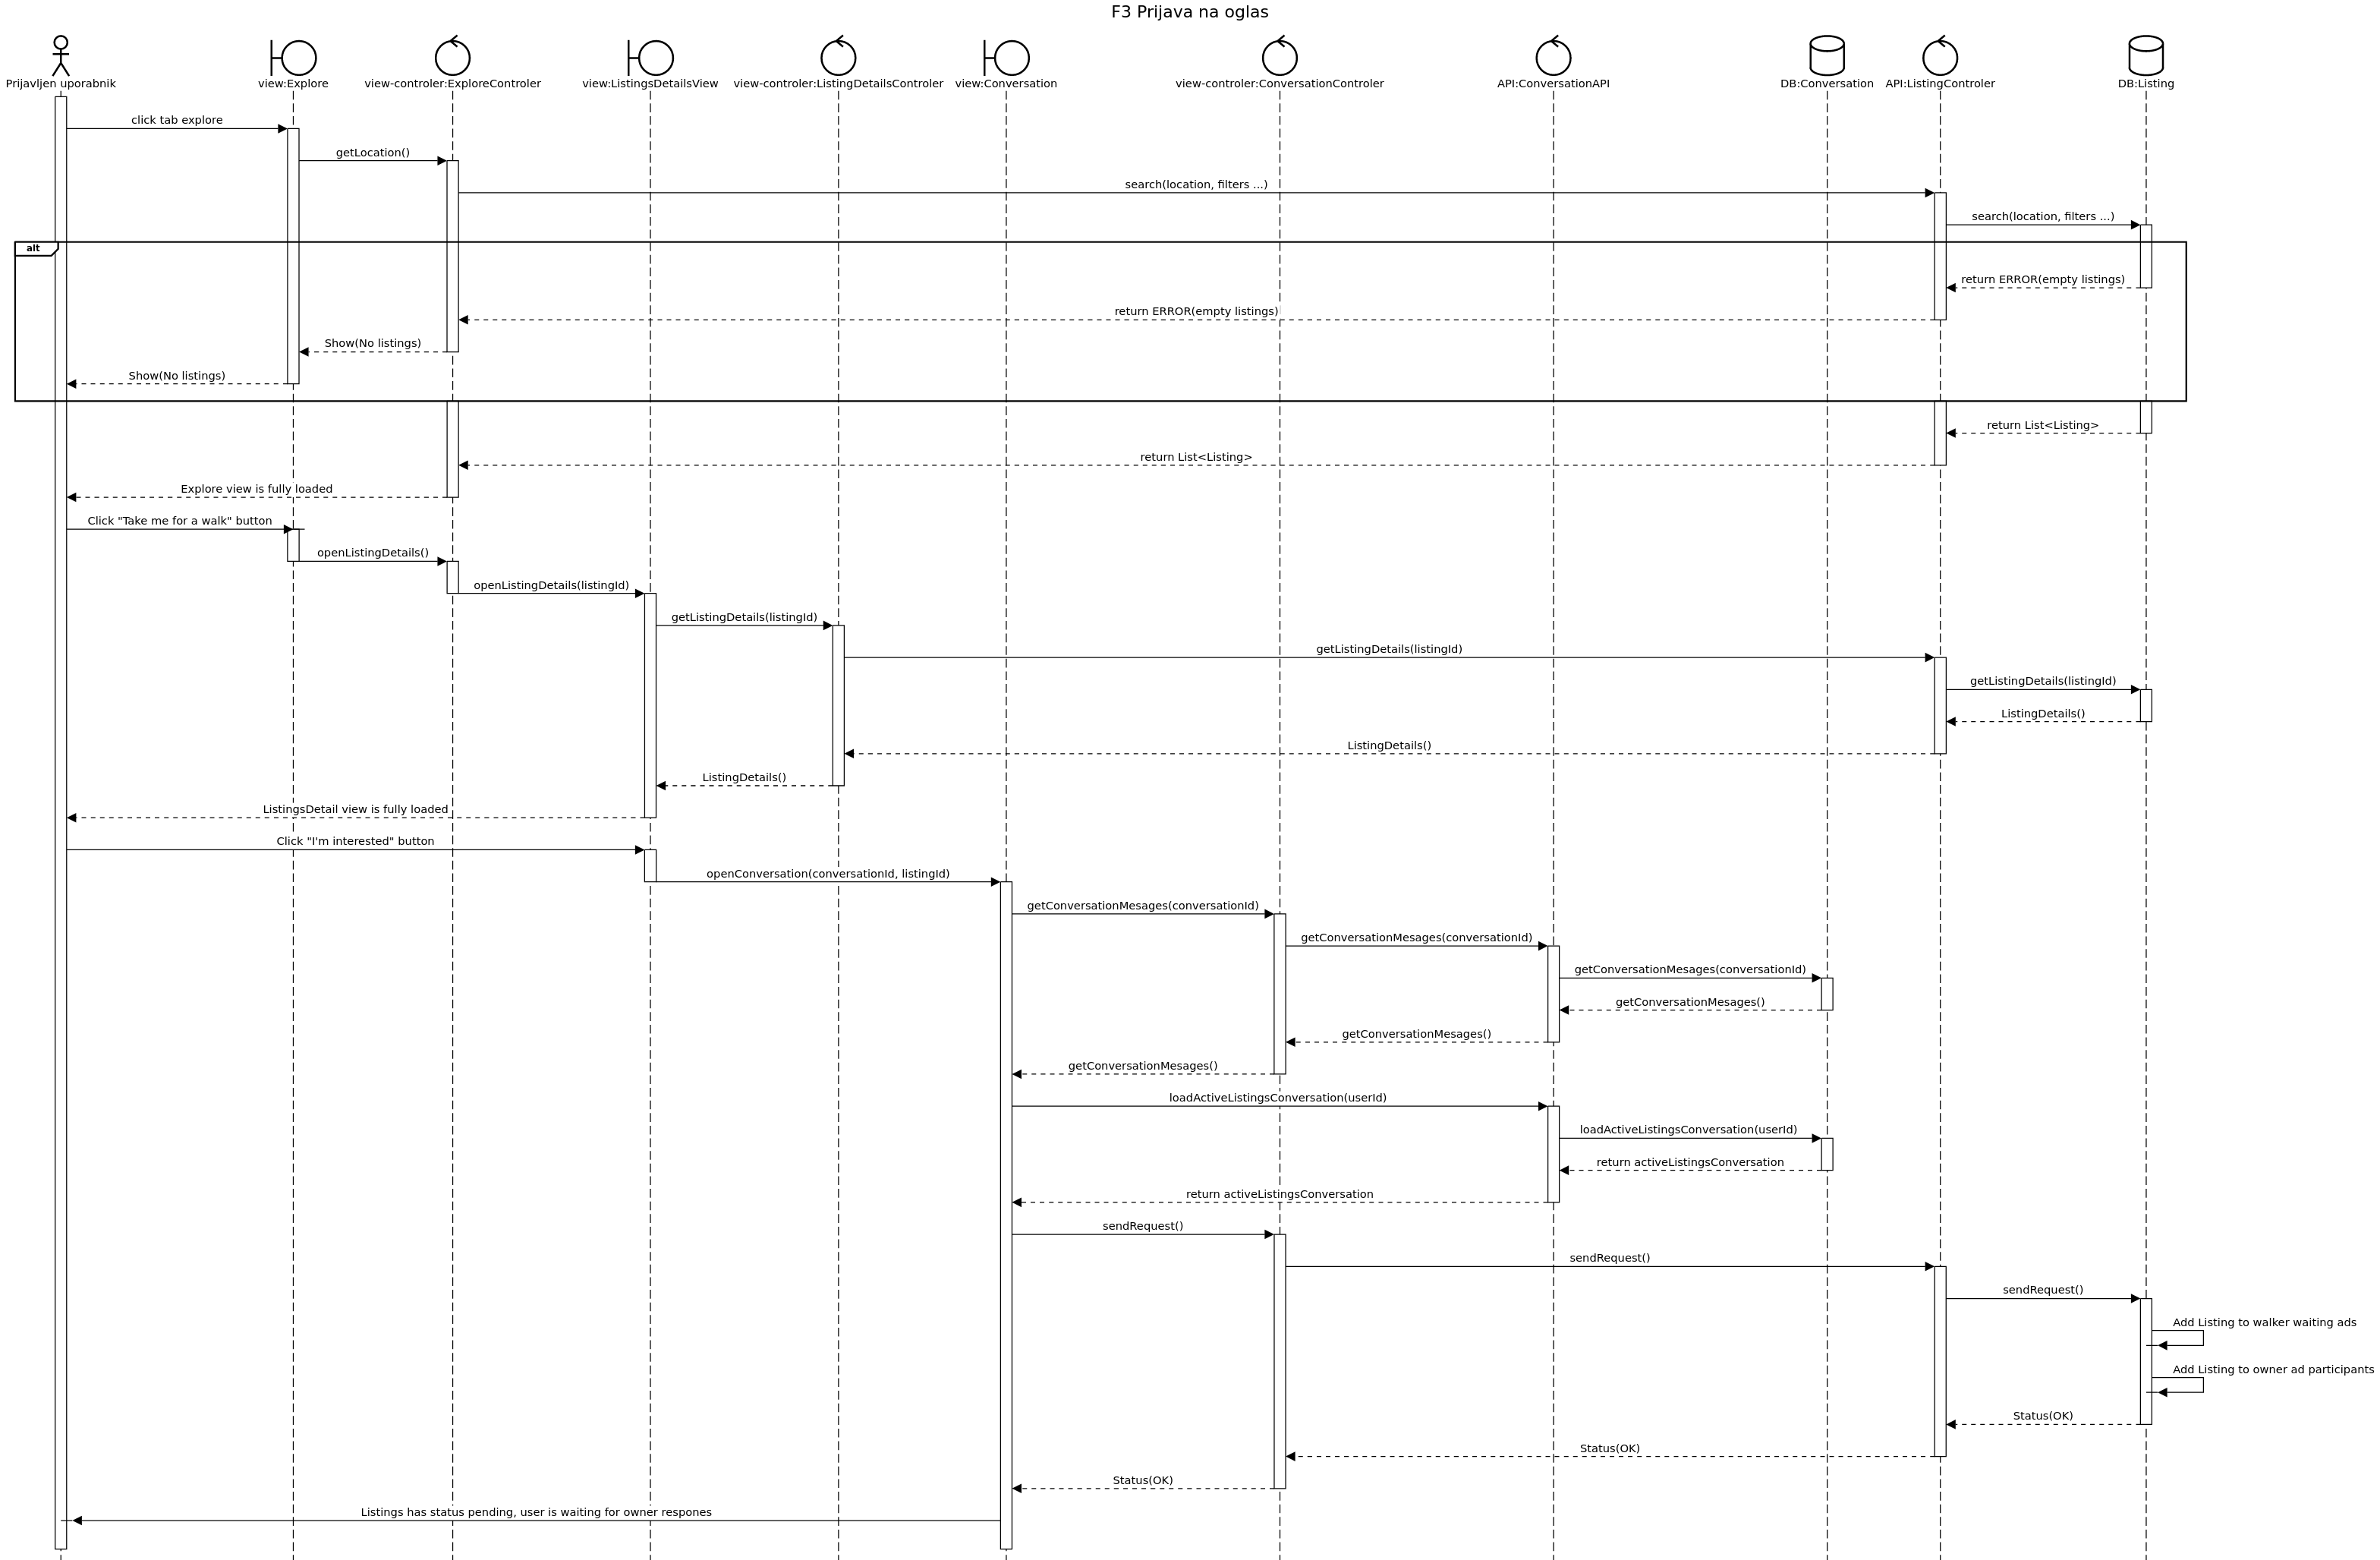 F3 Prijava na oglas
Prijavljen uporabnik
view:Explore
view-controler:ExploreControler
view:ListingsDetailsView
view-controler:ListingDetailsControler
view:Conversation
view-controler:ConversationControler
API:ConversationAPI
DB:Conversation
API:ListingControler
DB:Listing
click tab explore
getLocation()
search(location, filters ...)
search(location, filters ...)
alt
return ERROR(empty listings)
return ERROR(empty listings)
Show(No listings)
Show(No listings)
return List<Listing>
return List<Listing>
Explore view is fully loaded
Click "Take me for a walk" button
openListingDetails()
openListingDetails(listingId)
getListingDetails(listingId)
getListingDetails(listingId)
getListingDetails(listingId)
ListingDetails()
ListingDetails()
ListingDetails()
ListingsDetail view is fully loaded
Click "I'm interested" button
openConversation(conversationId, listingId)
getConversationMesages(conversationId)
getConversationMesages(conversationId)
getConversationMesages(conversationId)
getConversationMesages()
getConversationMesages()
getConversationMesages()
loadActiveListingsConversation(userId)
loadActiveListingsConversation(userId)
return activeListingsConversation
return activeListingsConversation
sendRequest()
sendRequest()
sendRequest()
Add Listing to walker waiting ads
Add Listing to owner ad participants
Status(OK)
Status(OK)
Status(OK)
Listings has status pending, user is waiting for owner respones